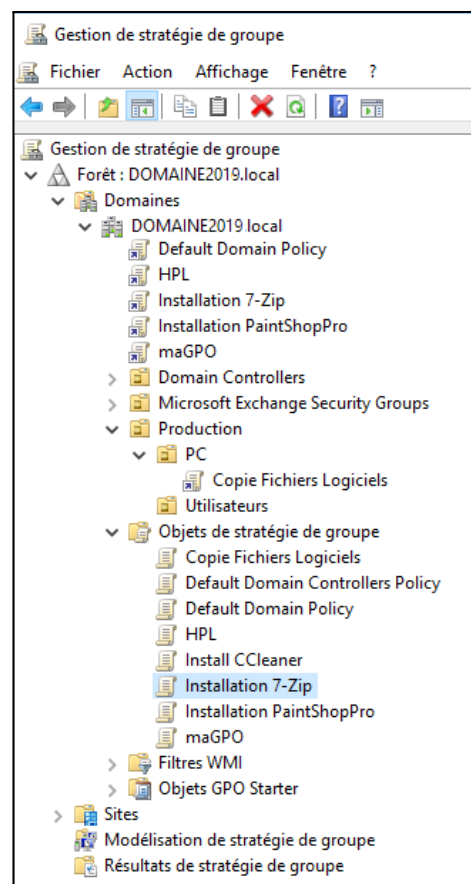 Gestion de stratégie de groupe
Fichier Action Affichage Fenêtre ?
Gestion de stratégie de groupe
Forêt : DOMAINE2019.local
Domaines
DOMAINE2019.local
Default Domain Policy
HPL
Installation 7-Zip
Installation PaintShopPro
maGPO
Domain Controllers
Microsoft Exchange Security Groups
Production
PC
Copie Fichiers Logiciels
Utilisateurs
Objets de stratégie de groupe
Copie Fichiers Logiciels
Default Domain Controllers Policy
Default Domain Policy
HPL
Install CCleaner
Installation 7-Zip
Installation PaintShopPro
maGPO
Filtres WMI
Objets GPO Starter
Sites
Modélisation de stratégie de groupe
Résultats de stratégie de groupe